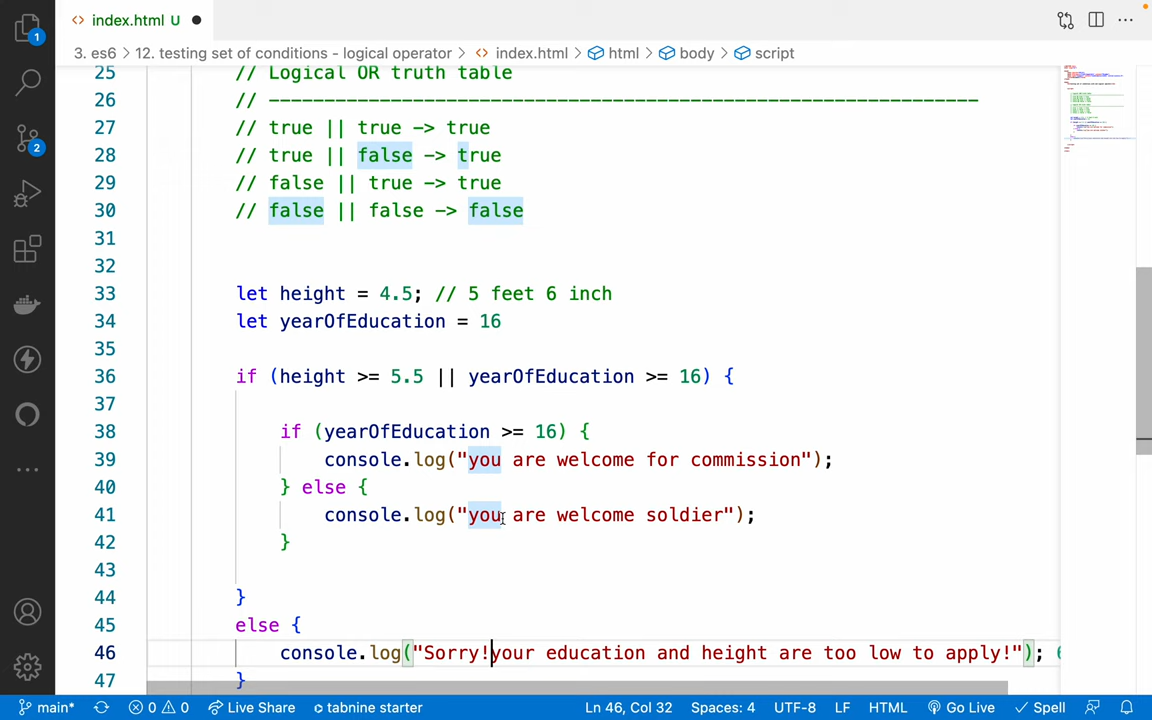 index.html U
3. es6 > 12. testing set of conditions - logical operator > index.html > html > body > script
1
2
25 // Logical OR truth table
26 // ----------------------------------------------------------------
27 // true || true -> true
28 // true || false -> true
29 // false || true -> true
30 // false || false -> false
31
32
33 let height = 4.5; // 5 feet 6 inch
34 let yearOfEducation = 16
35
36 if (height >= 5.5 || yearOfEducation >= 16) {
37
38 if (yearOfEducation >= 16) {
39 console.log("you are welcome for commission");
40 } else {
41 console.log("you are welcome soldier");
42 }
43
44 }
45 else {
46 console.log("Sorry!your education and height are too low to apply!");
47 }
main* 0 0 Live Share tabnine starter Ln 46, Col 32 Spaces: 4 UTF-8 LF HTML Go Live Spell